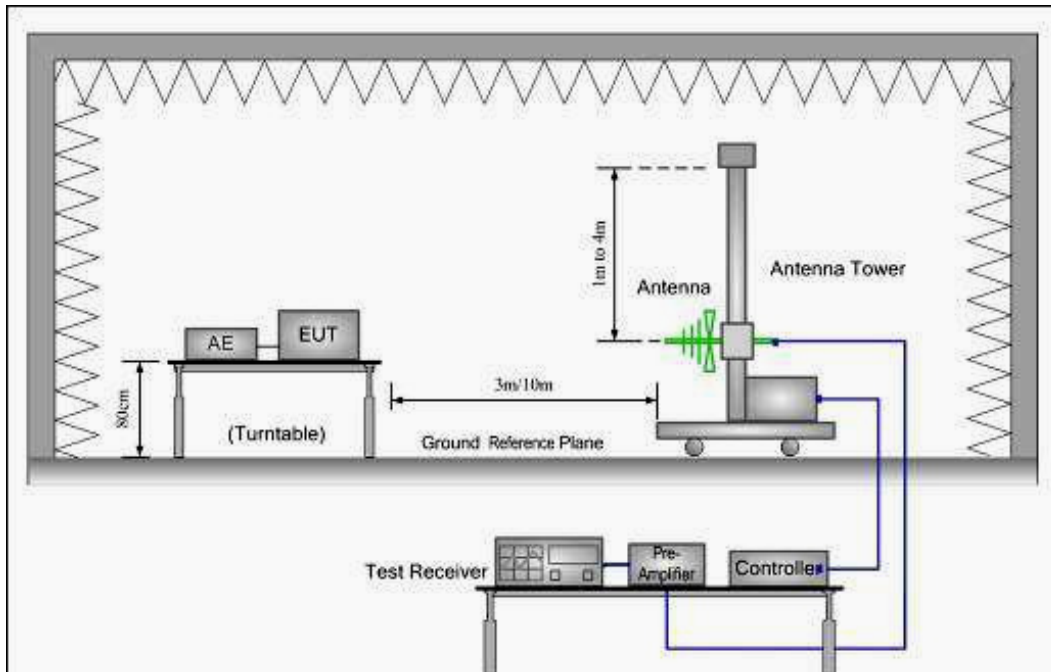 1m to 4m
Antenna
Antenna Tower
AE
EUT
80cm
3m/10m
(Turntable)
Ground Reference Plane
Test Receiver
Pre-
Amplifier
Controller